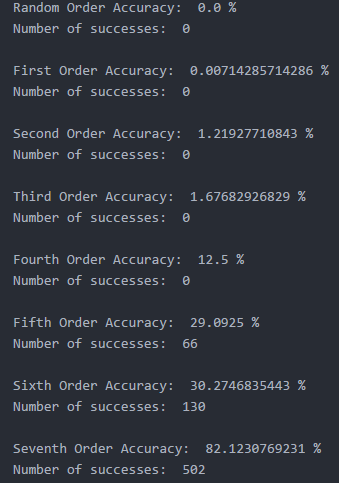 Random Order Accuracy:  0.0 %
Number of successes:  0
First Order Accuracy:  0.00714285714286 %
Number of successes:  0
Second Order Accuracy:  1.21927710843 %
Number of successes:  0
Third Order Accuracy:  1.67682926829 %
Number of successes:  0
Fourth Order Accuracy:  12.5 %
Number of successes:  0
Fifth Order Accuracy:  29.0925 %
Number of successes:  66
Sixth Order Accuracy:  30.2746835443 %
Number of successes:  130
Seventh Order Accuracy:  82.1230769231 %
Number of successes:  502